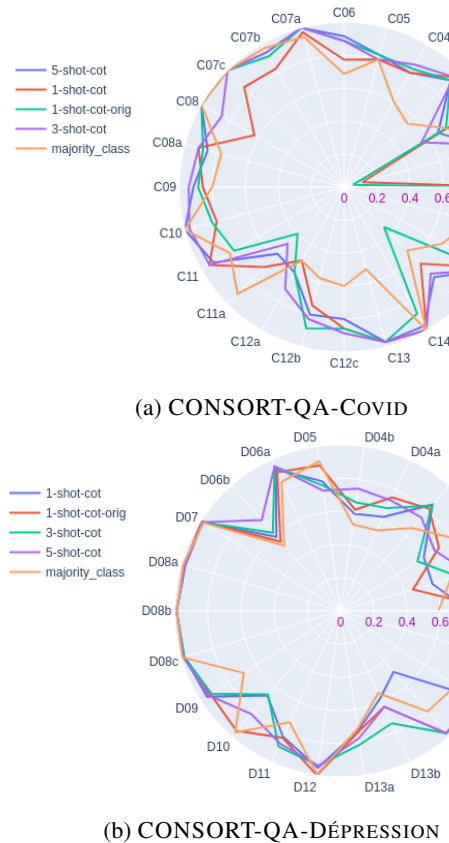 C06
C07a
C05
C07b
C04
C07c
5-shot-cot
1-shot-cot
1-shot-cot-orig
3-shot-cot
majority_class
C08
C08a
C09
0 0.2 0.4 0.6
C10
C11
C11a
C12a
C12b
C12c
C13
C14
(a) CONSORT-QA-COVID
D05
D04b
D06a
D04a
D06b
1-shot-cot
1-shot-cot-orig
3-shot-cot
5-shot-cot
majority_class
D07
D08a
D08b
0 0.2 0.4 0.6
D08c
D09
D10
D11
D12
D13a
D13b
(b) CONSORT-QA-DÉPRESSION